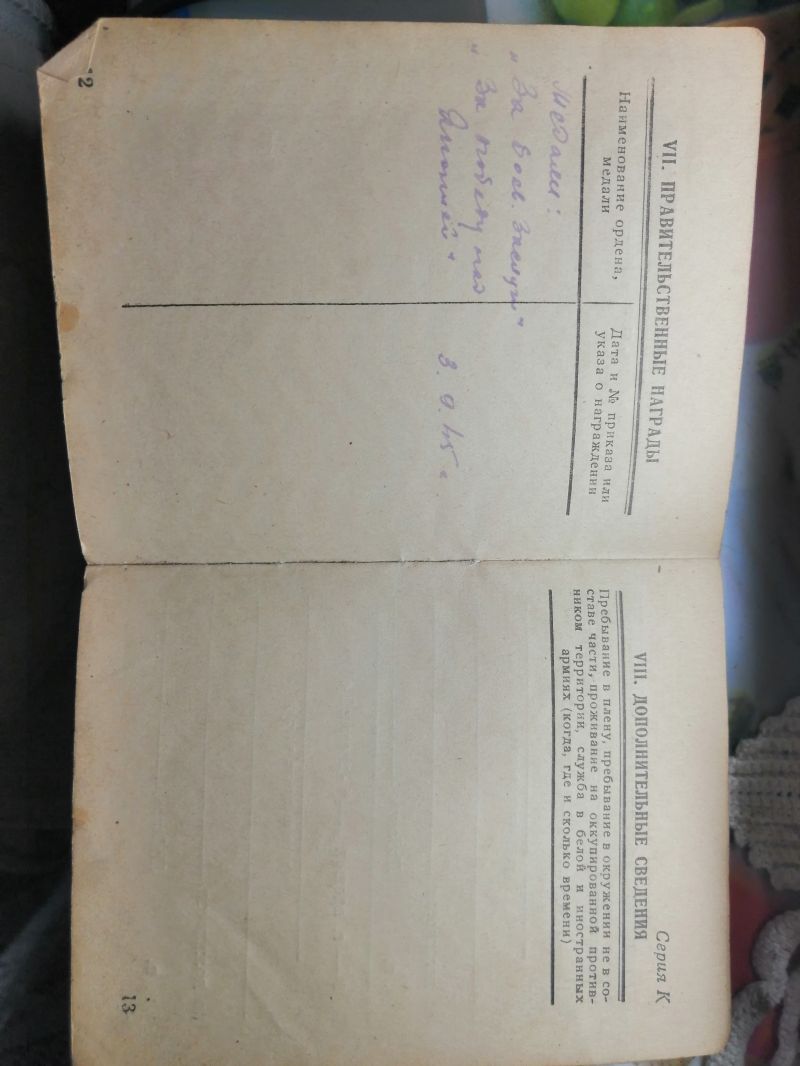 VII. ПРАВИТЕЛЬСТВЕННЫЕ НАГРАДЫ
Наименование ордена,
медали
Дата и № приказа или
указа о награждении
Медали:
„За боев. заслуги"
„За победу над
Японией" 3.9.45 г.
12
Серия К
VIII. ДОПОЛНИТЕЛЬНЫЕ СВЕДЕНИЯ
Пребывание в плену, пребывание в окружении не в со-
ставе части, проживание на оккупированной против-
ником территории, служба в белой и иностранных
армиях (когда, где и сколько времени)
13